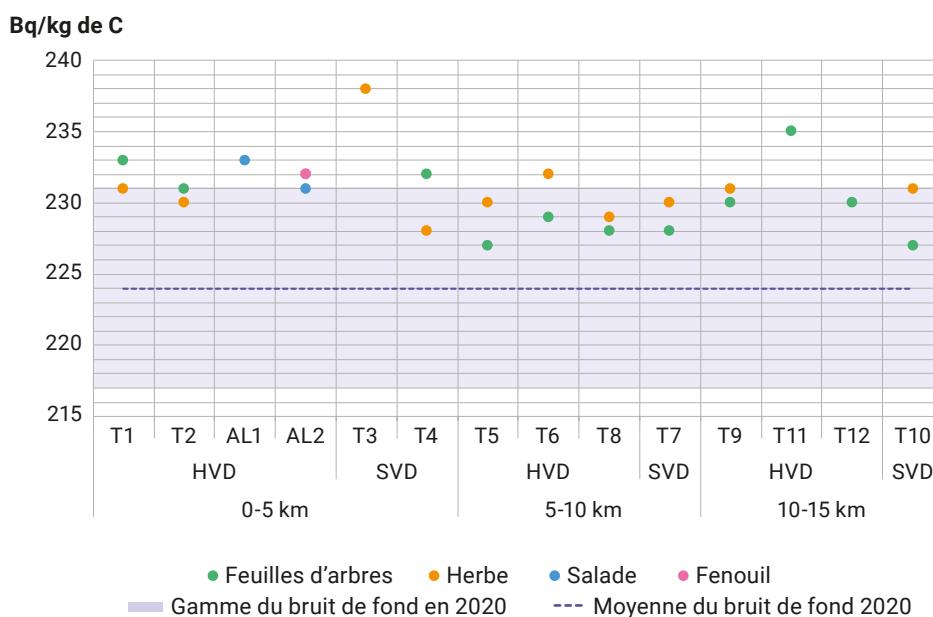 Bq/kg de C
240
235
230
225
220
215
T1 T2 AL1 AL2 T3 T4 T5 T6 T8 T7 T9 T11 T12 T10
HVD SVD HVD SVD HVD SVD
0-5 km 5-10 km 10-15 km
Feuilles d’arbres Herbe Salade Fenouil
Gamme du bruit de fond en 2020 Moyenne du bruit de fond 2020